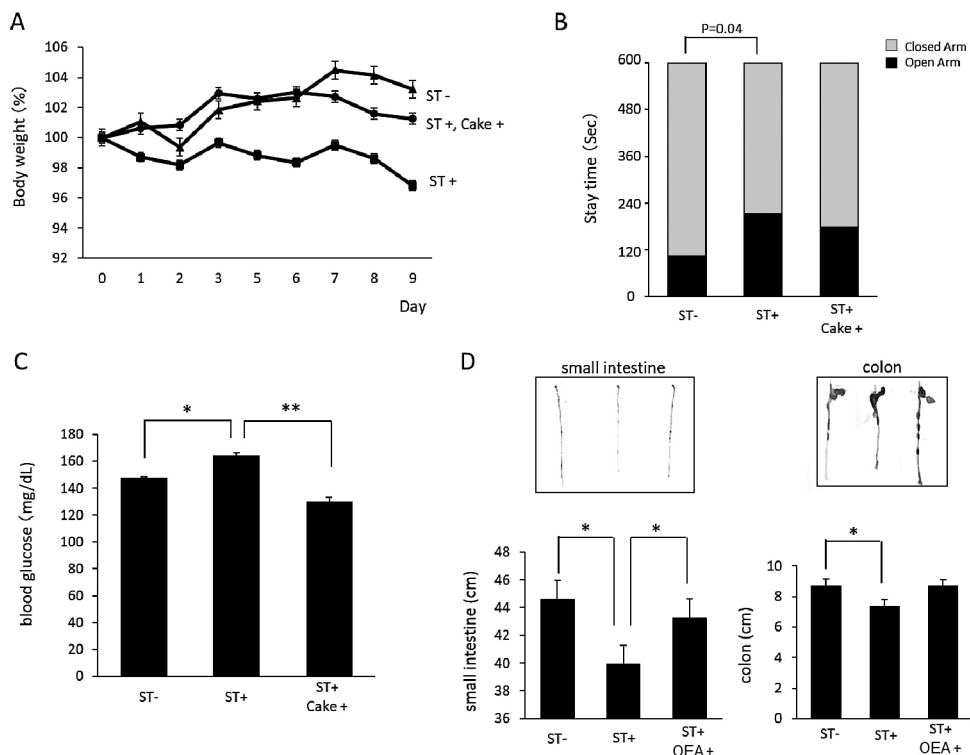 A
Body weight (%)
106
104
102
100
98
96
94
92
0 1 2 3 5 6 7 8 9
Day
ST -
ST +, Cake +
ST +
B
P=0.04
Closed Arm
Open Arm
Stay time (Sec)
600
480
360
240
120
0
ST- ST+ ST+
Cake +
C
* **
blood glucose (mg/dL)
180
160
140
120
100
80
60
40
20
0
ST- ST+ ST+
Cake +
D
small intestine
colon
* *
small intestine (cm)
48
46
44
42
40
38
36
ST- ST+ ST+
OEA +
*
colon (cm)
10
8
6
4
2
0
ST- ST+ ST+
OEA +